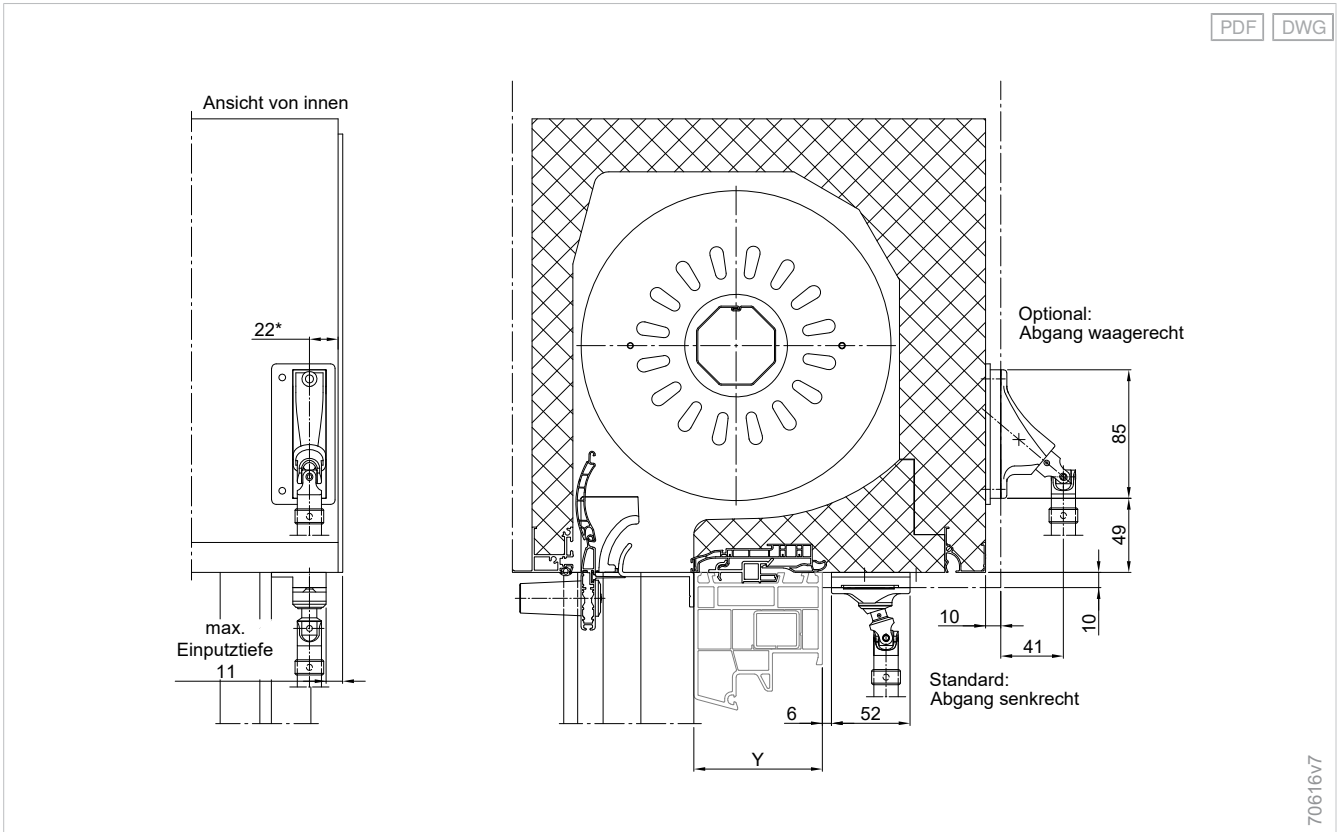 PDF DWG
Ansicht von innen
22*
max.
Einputztiefe
11
Optional:
Abgang waagerecht
85
49
10
10
41
Standard:
Abgang senkrecht
6
52
Y
70616v7